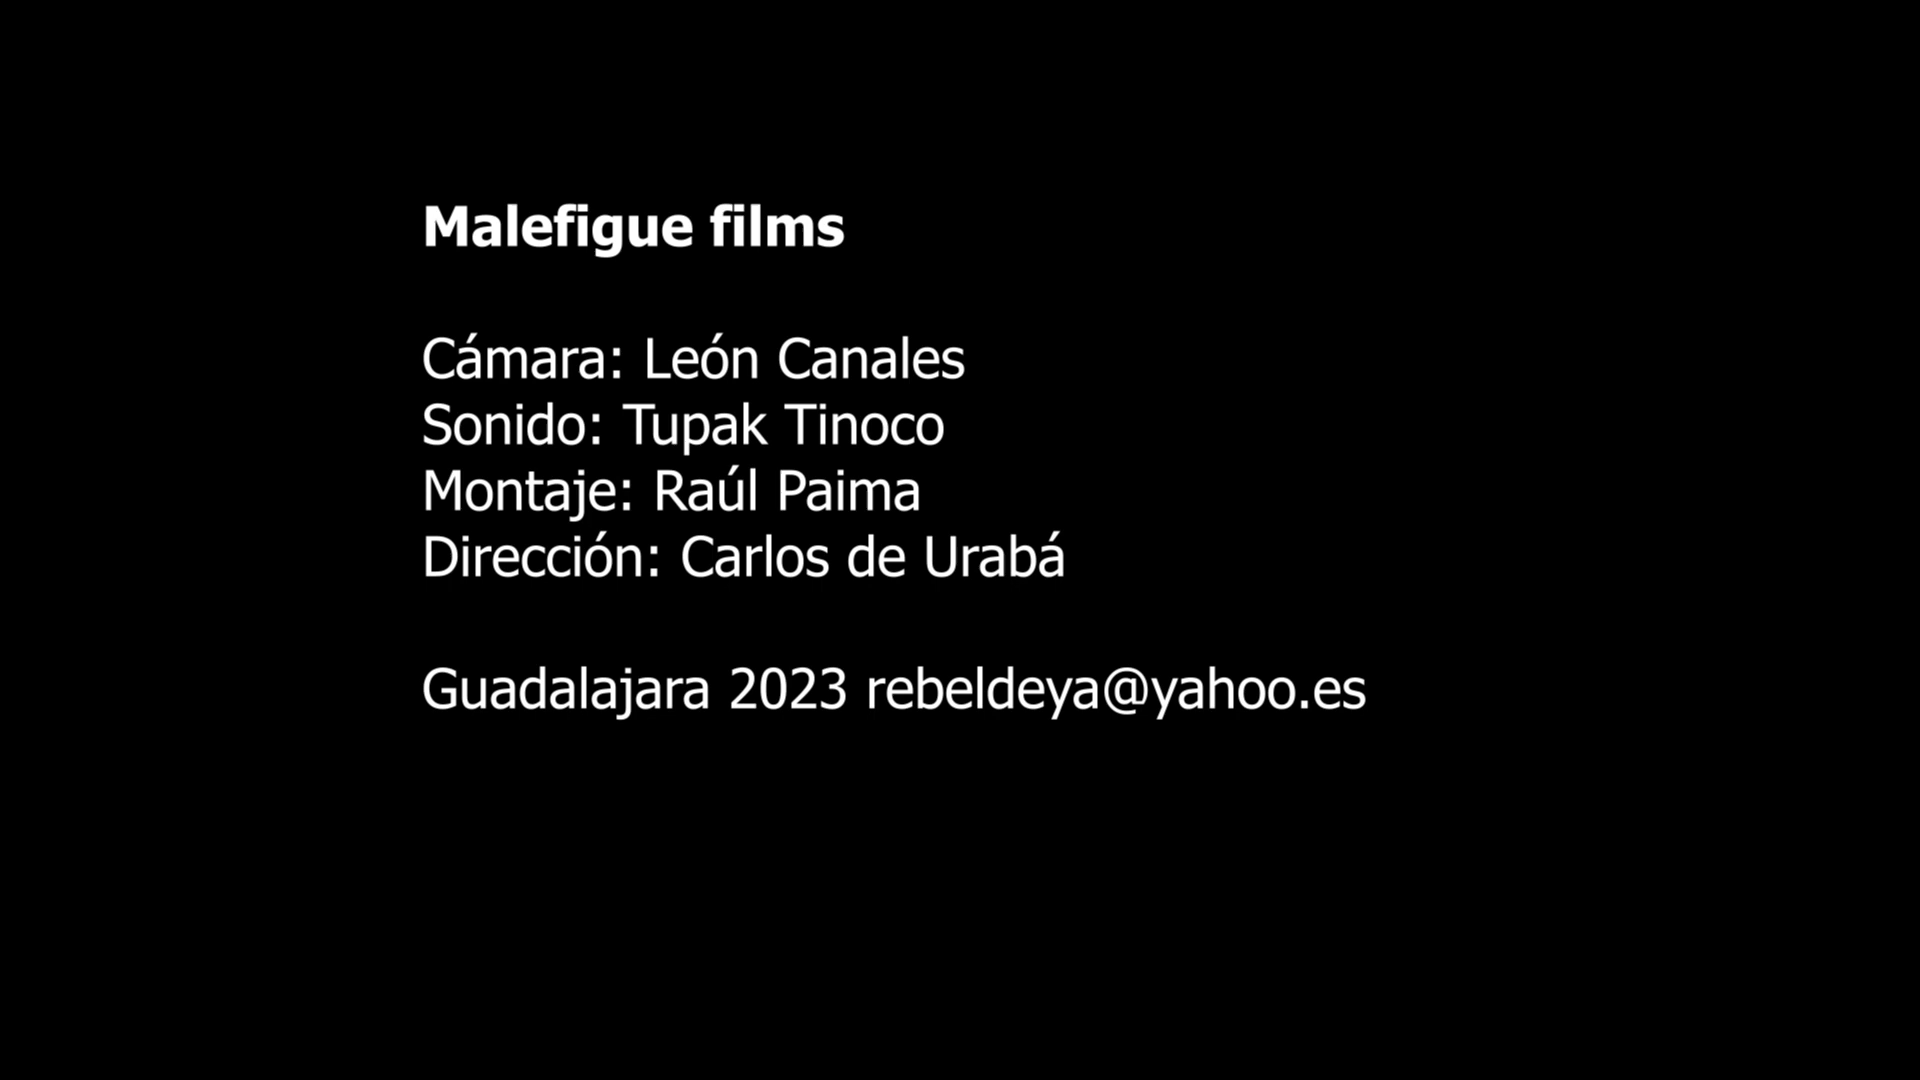 Malefigue films
Cámara: León Canales
Sonido: Tupak Tinoco
Montaje: Raúl Paima
Dirección: Carlos de Urabá
Guadalajara 2023 rebeldeya@yahoo.es